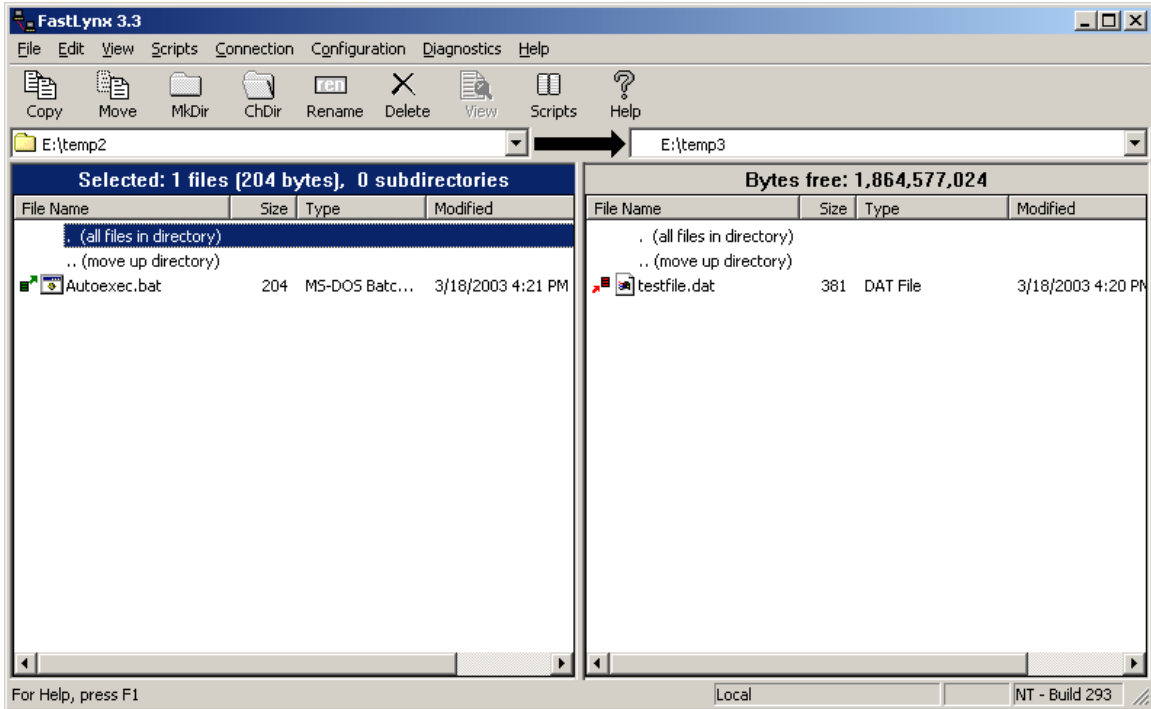 FastLynx 3.3
File Edit View Scripts Connection Configuration Diagnostics Help
ren
Copy Move MkDir ChDir Rename Delete View Scripts Help
E:\temp2 E:\temp3
Selected: 1 files (204 bytes), 0 subdirectories Bytes free: 1,864,577,024
File Name Size Type Modified File Name Size Type Modified
. (all files in directory) . (all files in directory)
.. (move up directory) .. (move up directory)
Autoexec.bat 204 MS-DOS Batc... 3/18/2003 4:21 PM testfile.dat 381 DAT File 3/18/2003 4:20 PM
For Help, press F1 Local NT - Build 293